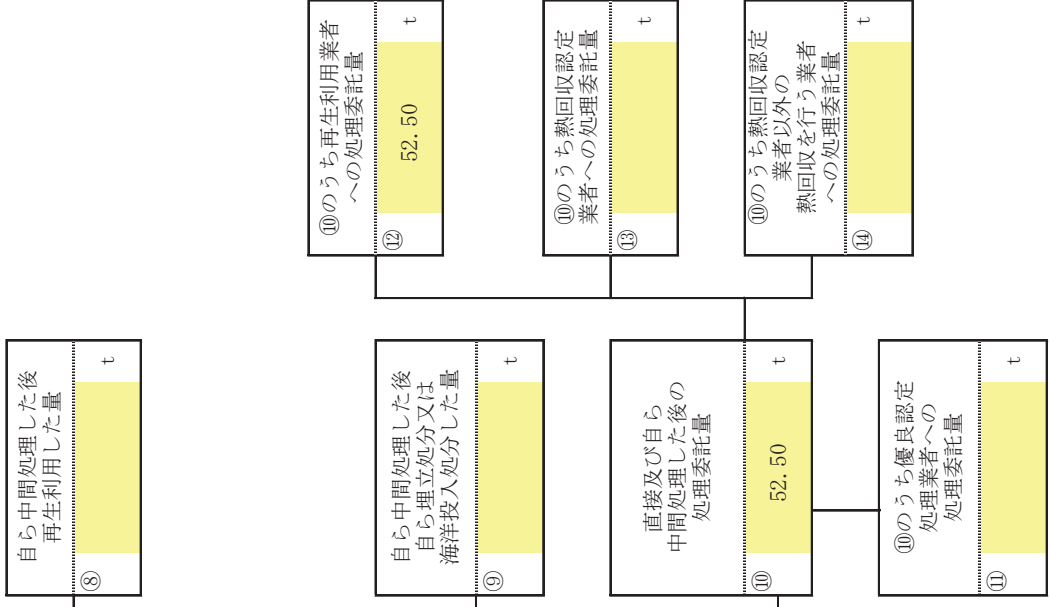 自ら中間処理した後
再生利用した量
⑧
t
自ら中間処理した後
自ら埋立処分又は
海洋投入処分した量
⑨
t
直接及び自ら
中間処理した後の
処理委託量
⑩
52.50
t
⑩のうち優良認定
処理業者への
処理委託量
⑪
t
⑩のうち再生利用業者
への処理委託量
⑫
52.50
t
⑩のうち熱回収認定
業者への処理委託量
⑬
t
⑩のうち熱回収認定
業者以外の
熱回収を行う業者
への処理委託量
⑭
t